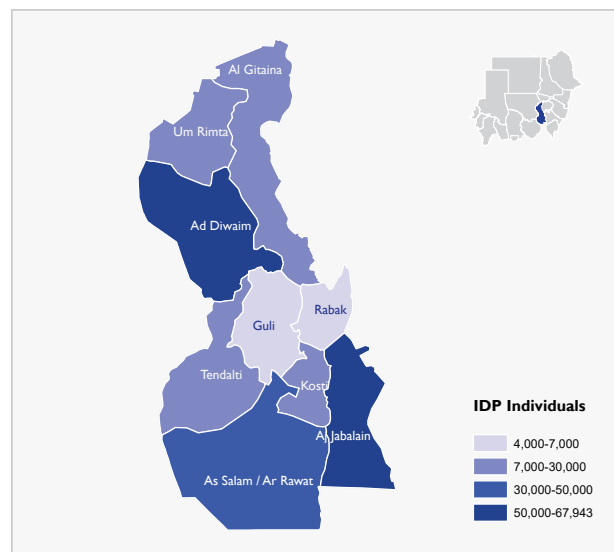 Al Gitaina
Um Rimta
Ad Diwaim
Rabak
Guli
Tendalti
Kosti
Aj Jabalain
As Salam / Ar Rawat
IDP Individuals
4,000-7,000
7,000-30,000
30,000-50,000
50,000-67,943